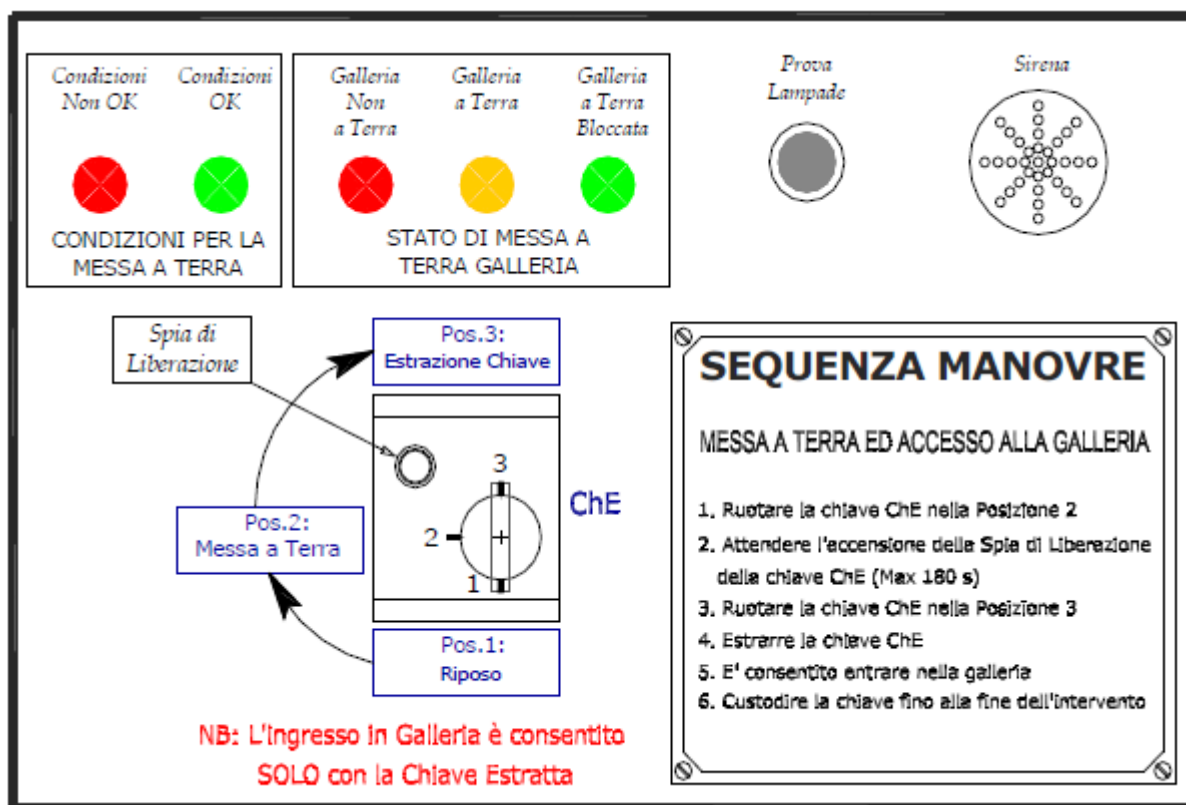 Condizioni
Non OK
Condizioni
OK
CONDIZIONI PER LA
MESSA A TERRA
Galleria
Non
a Terra
Galleria
a Terra
Galleria
a Terra
Bloccata
STATO DI MESSA A
TERRA GALLERIA
Prova
Lampade
Sirena
Spia di
Liberazione
Pos.3:
Estrazione Chiave
3
2
1
ChE
Pos.2:
Messa a Terra
Pos.1:
Riposo
NB: L'Ingresso in Galleria è consentito
SOLO con la Chiave Estratta
SEQUENZA MANOVRE
MESSA A TERRA ED ACCESSO ALLA GALLERIA
1. Ruotare la chiave ChE nella Posizione 2
2. Attendere l'accensione della Spia di Liberazione
della chiave ChE (Max 180 s)
3. Ruotare la chiave ChE nella Posizione 3
4. Estrarre la chiave ChE
5. E' consentito entrare nella galleria
6. Custodire la chiave fino alla fine dell'intervento